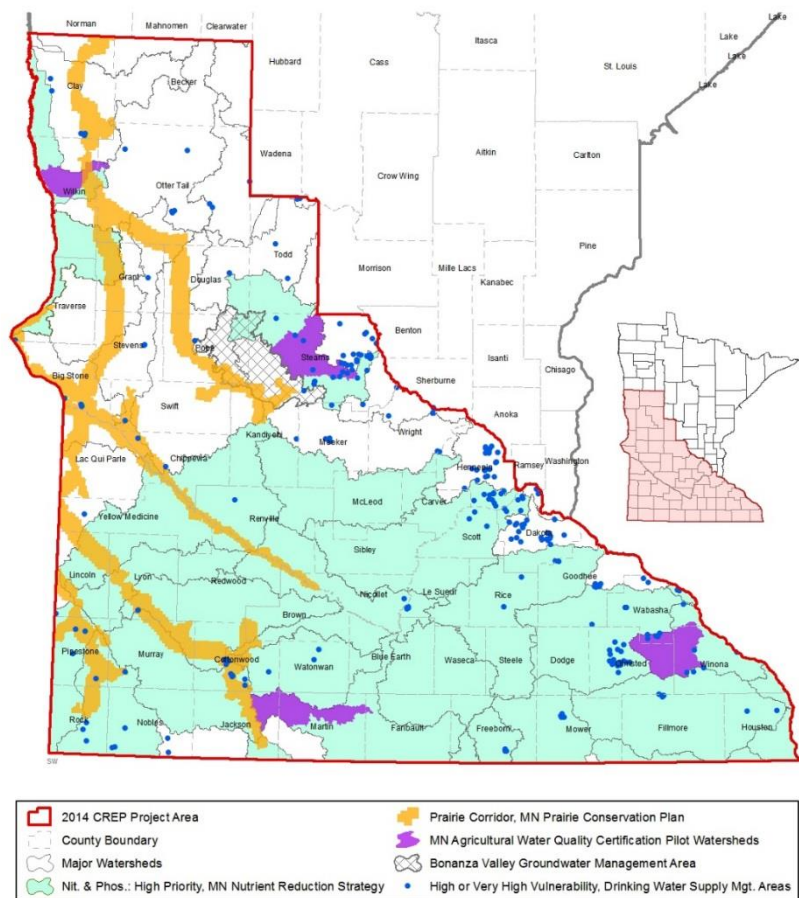 Norman Mahnomen Clearwater
Itasca
Lake
Lake
Lake
Lake
Hubbard Cass
St. Louis
Clay Becker
Wadena
Aitkin
Carlton
Crow Wing
Otter Tail
Wilkin
Pine
Todd
Morrison
Mille Lacs
Kanabec
Grant Douglas
Traverse
Benton
Stevens Pope Stearns
Isanti
Chisago
Big Stone
Sherburne
Swift
Anoka
Kandiyohi
Wright
Meeker
Lac Qui Parle Chippewa
Hennepin Ramsey Washington
McLeod Carver
Yellow Medicine Renville
Scott Dakota
Sibley
Lincoln Lyon Redwood
Nicollet Le Sueur Rice Goodhue
Brown
Wabasha
Pipestone Murray Cottonwood Watonwan Blue Earth Waseca Steele Dodge Olmsted Winona
Rock Nobles Jackson Martin Faribault Freeborn Mower Fillmore Houston
SW
2014 CREP Project Area
County Boundary
Major Watersheds
Nit. & Phos.: High Priority, MN Nutrient Reduction Strategy
Prairie Corridor, MN Prairie Conservation Plan
MN Agricultural Water Quality Certification Pilot Watersheds
Bonanza Valley Groundwater Management Area
High or Very High Vulnerability, Drinking Water Supply Mgt. Areas